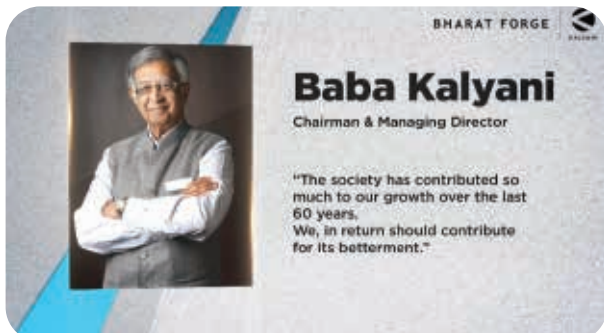 BHARAT FORGE
KALYANI
Baba Kalyani
Chairman & Managing Director
"The society has contributed so
much to our growth over the last
60 years.
We, in return should contribute
for its betterment."